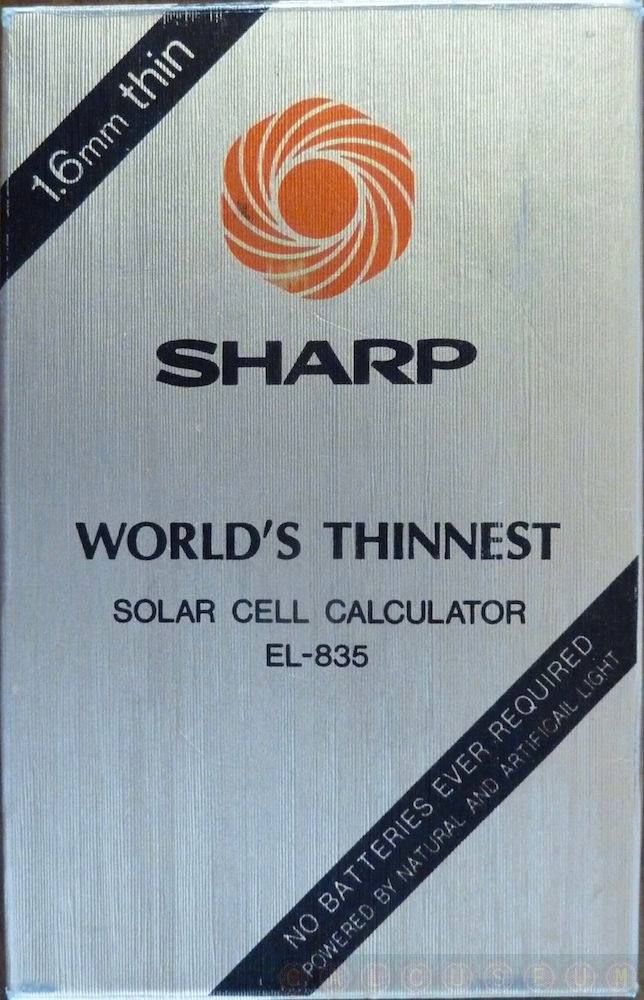 1.6mm thin
SHARP
WORLD'S THINNEST
SOLAR CELL CALCULATOR
EL-835
NO BATTERIES EVER REQUIRED
POWERED BY NATURAL AND ARTIFICAIL LIGHT
CALCUSEUM